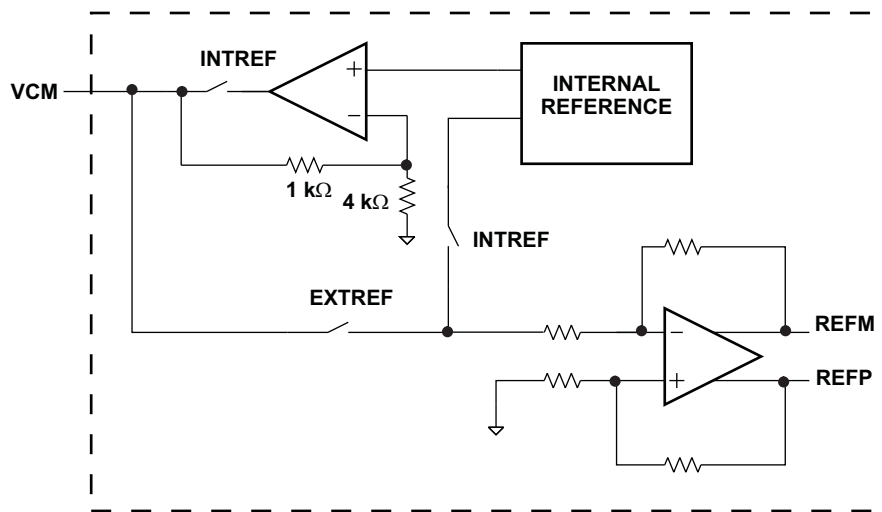 INTREF
VCM
+
−
INTERNAL
REFERENCE
1 kΩ
4 kΩ
INTREF
EXTREF
−
REFM
+
REFP